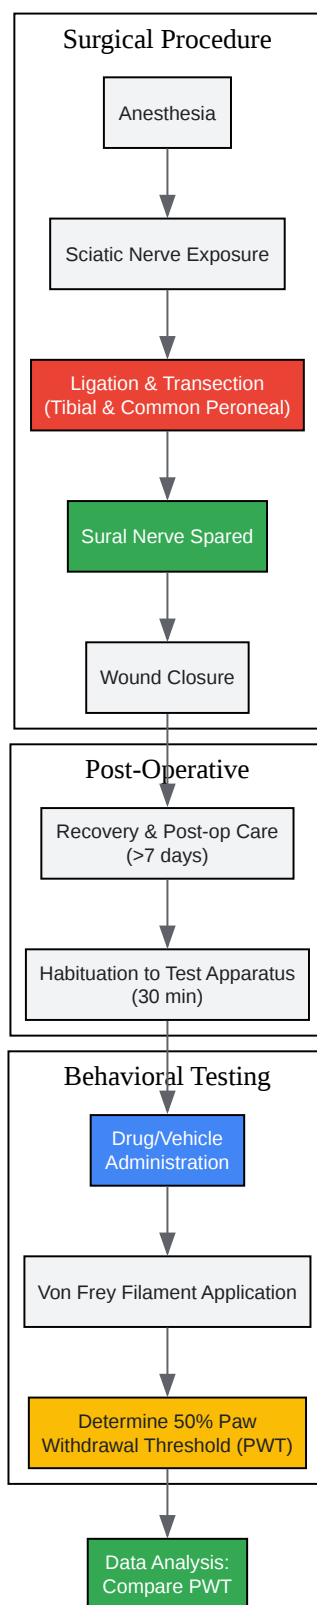 Surgical Procedure
Anesthesia
Sciatic Nerve Exposure
Ligation & Transection
(Tibial & Common Peroneal)
Sural Nerve Spared
Wound Closure
Post-Operative
Recovery & Post-op Care
(>7 days)
Habituation to Test Apparatus
(30 min)
Behavioral Testing
Drug/Vehicle
Administration
Von Frey Filament Application
Determine 50% Paw
Withdrawal Threshold (PWT)
Data Analysis:
Compare PWT